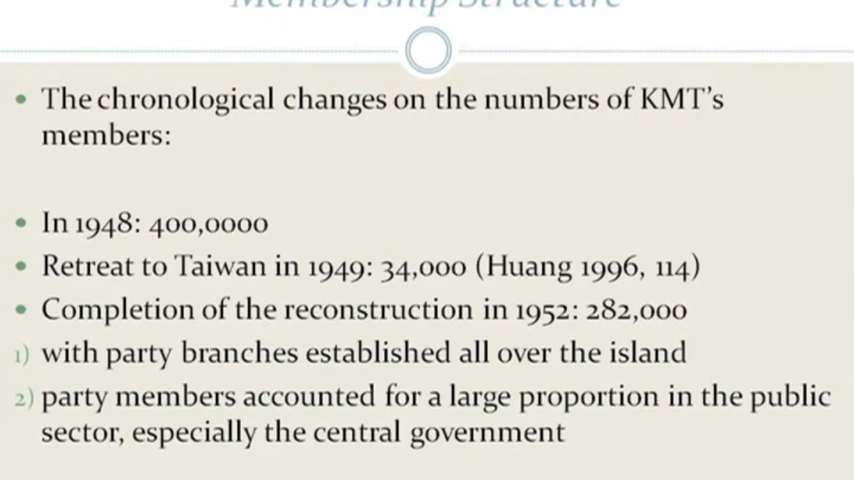 Membership Structure
• The chronological changes on the numbers of KMT's
members:
• In 1948: 400,0000
• Retreat to Taiwan in 1949: 34,000 (Huang 1996, 114)
• Completion of the reconstruction in 1952: 282,000
1) with party branches established all over the island
2) party members accounted for a large proportion in the public
sector, especially the central government